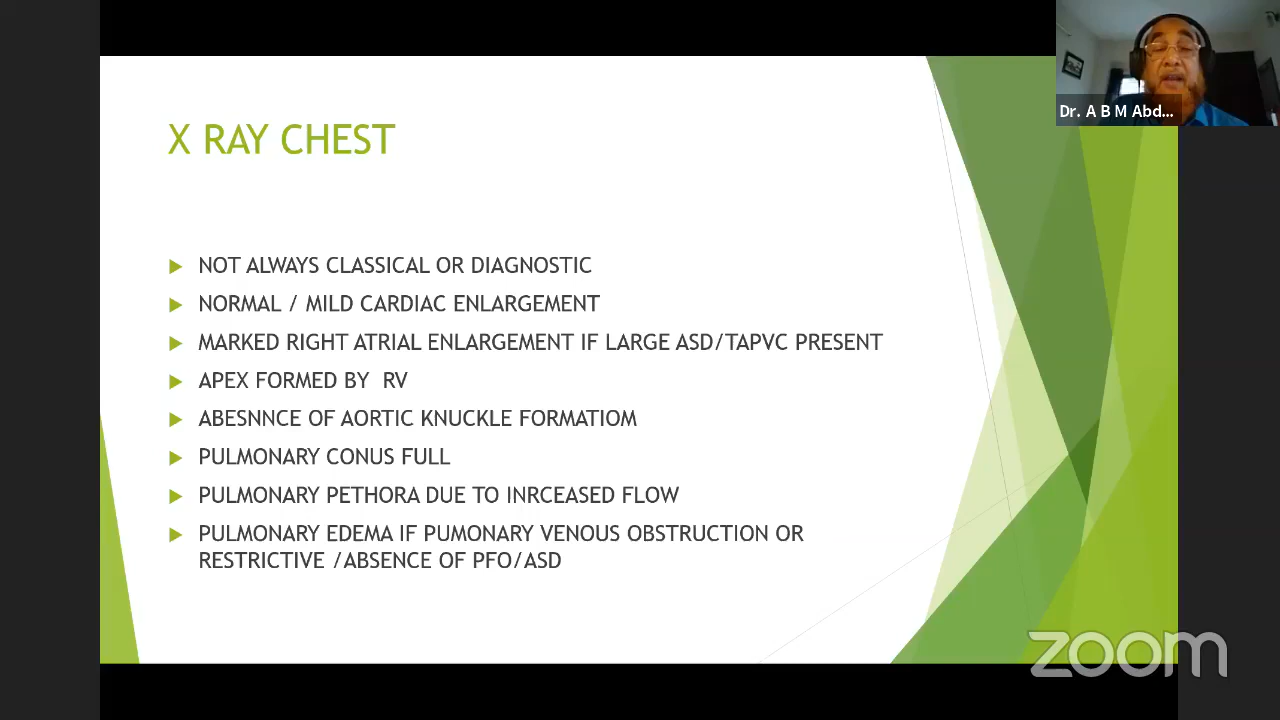 X RAY CHEST
NOT ALWAYS CLASSICAL OR DIAGNOSTIC
NORMAL / MILD CARDIAC ENLARGEMENT
MARKED RIGHT ATRIAL ENLARGEMENT IF LARGE ASD/TAPVC PRESENT
APEX FORMED BY RV
ABESNNCE OF AORTIC KNUCKLE FORMATIOM
PULMONARY CONUS FULL
PULMONARY PETHORA DUE TO INRCEASED FLOW
PULMONARY EDEMA IF PUMONARY VENOUS OBSTRUCTION OR
RESTRICTIVE /ABSENCE OF PFO/ASD
Dr. A B M Abd...
zoom